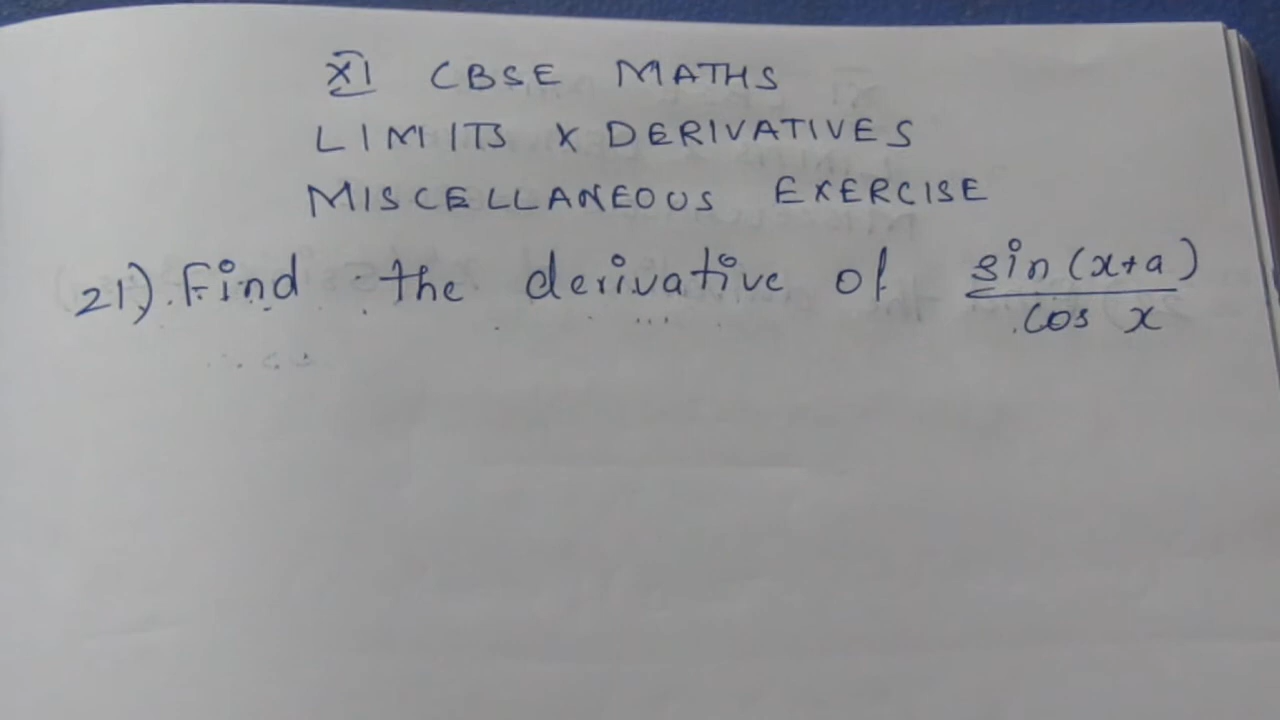 XI CBSE MATHS
LIMITS & DERIVATIVES
MISCELLANEOUS EXERCISE
21). Find the derivative of sin(x+a) / cos x